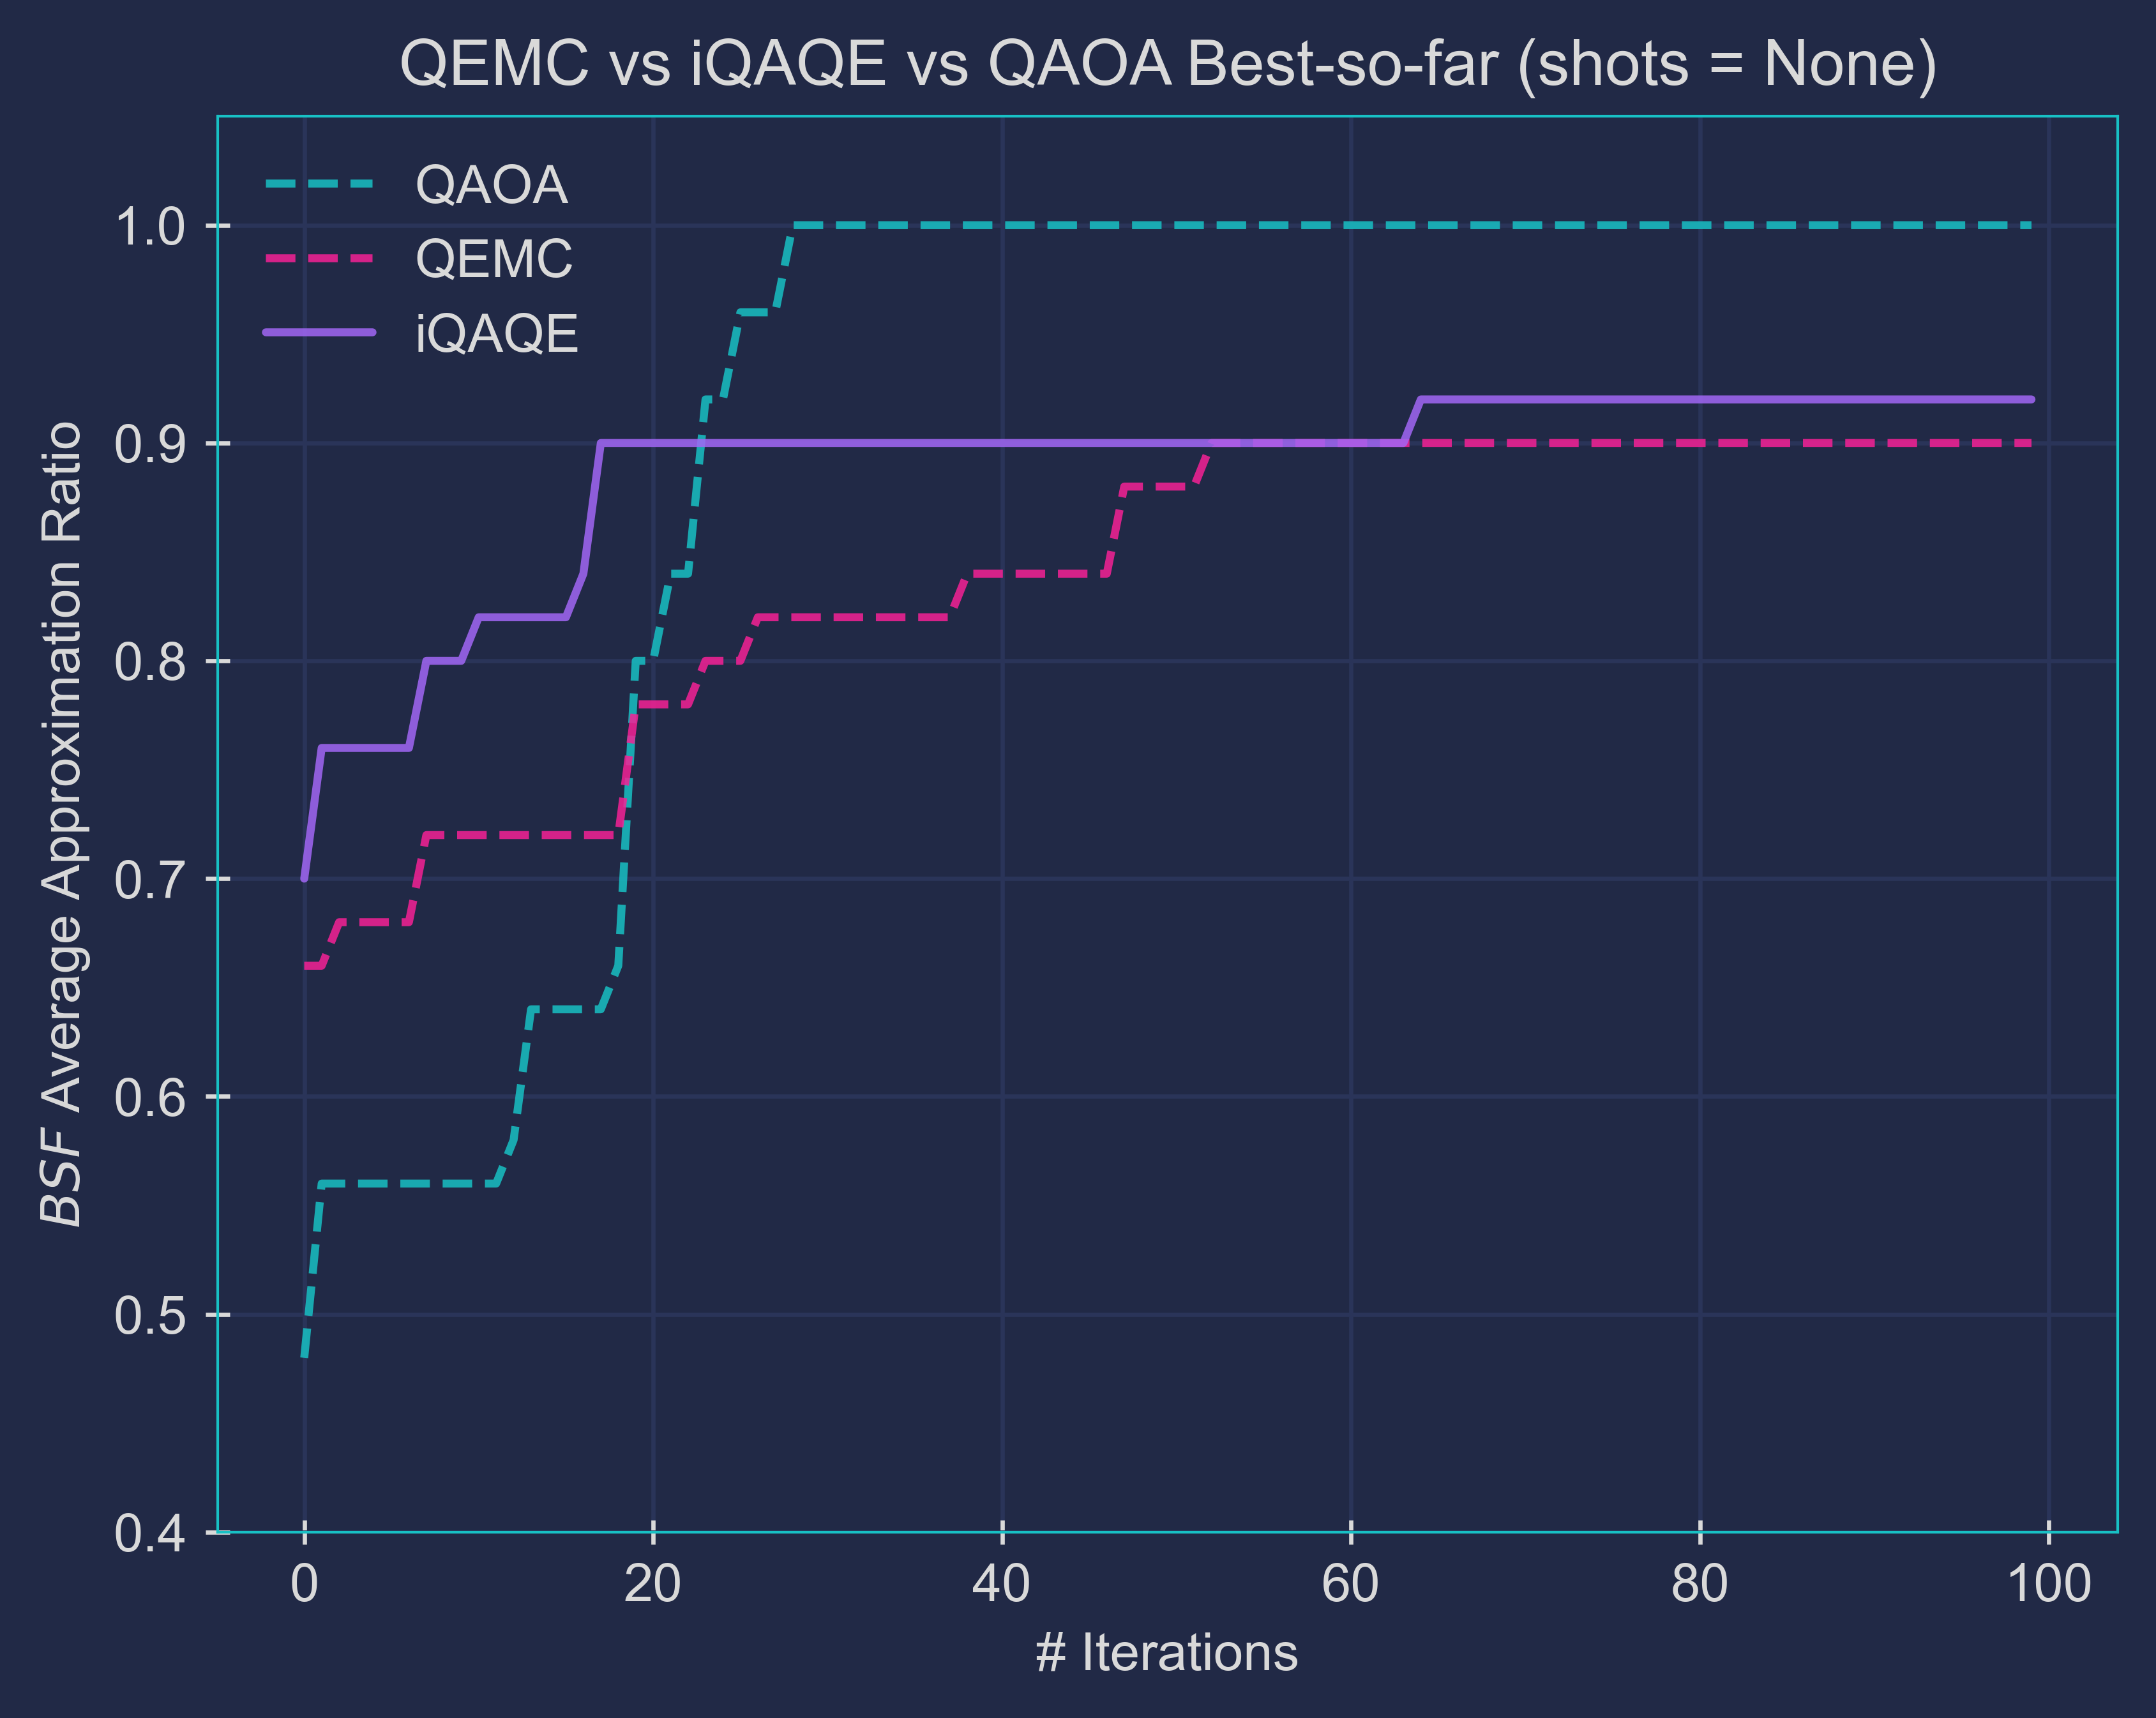 QEMC vs iQAQE vs QAOA Best-so-far (shots = None)
QAOA
QEMC
iQAQE
BSF Average Approximation Ratio
1.0
0.9
0.8
0.7
0.6
0.5
0.4
0 20 40 60 80 100
# Iterations